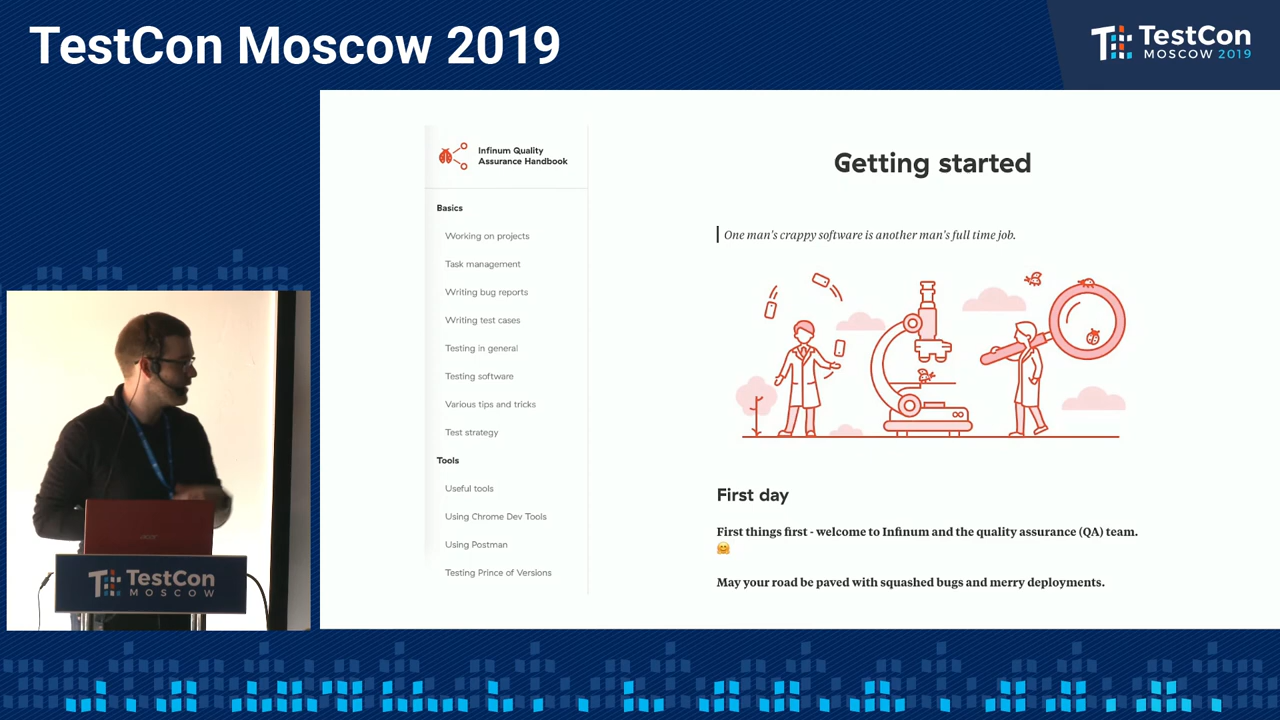 TestCon Moscow 2019
TestCon
MOSCOW 2019
Infinum Quality
Assurance Handbook
Basics
Working on projects
Task management
Writing bug reports
Writing test cases
Testing in general
Testing software
Various tips and tricks
Test strategy
Tools
Useful tools
Using Chrome Dev Tools
Using Postman
Testing Prince of Versions
Getting started
One man's crappy software is another man's full time job.
First day
First things first - welcome to Infinum and the quality assurance (QA) team.
🤗
May your road be paved with squashed bugs and merry deployments.
acer
TestCon
MOSCOW